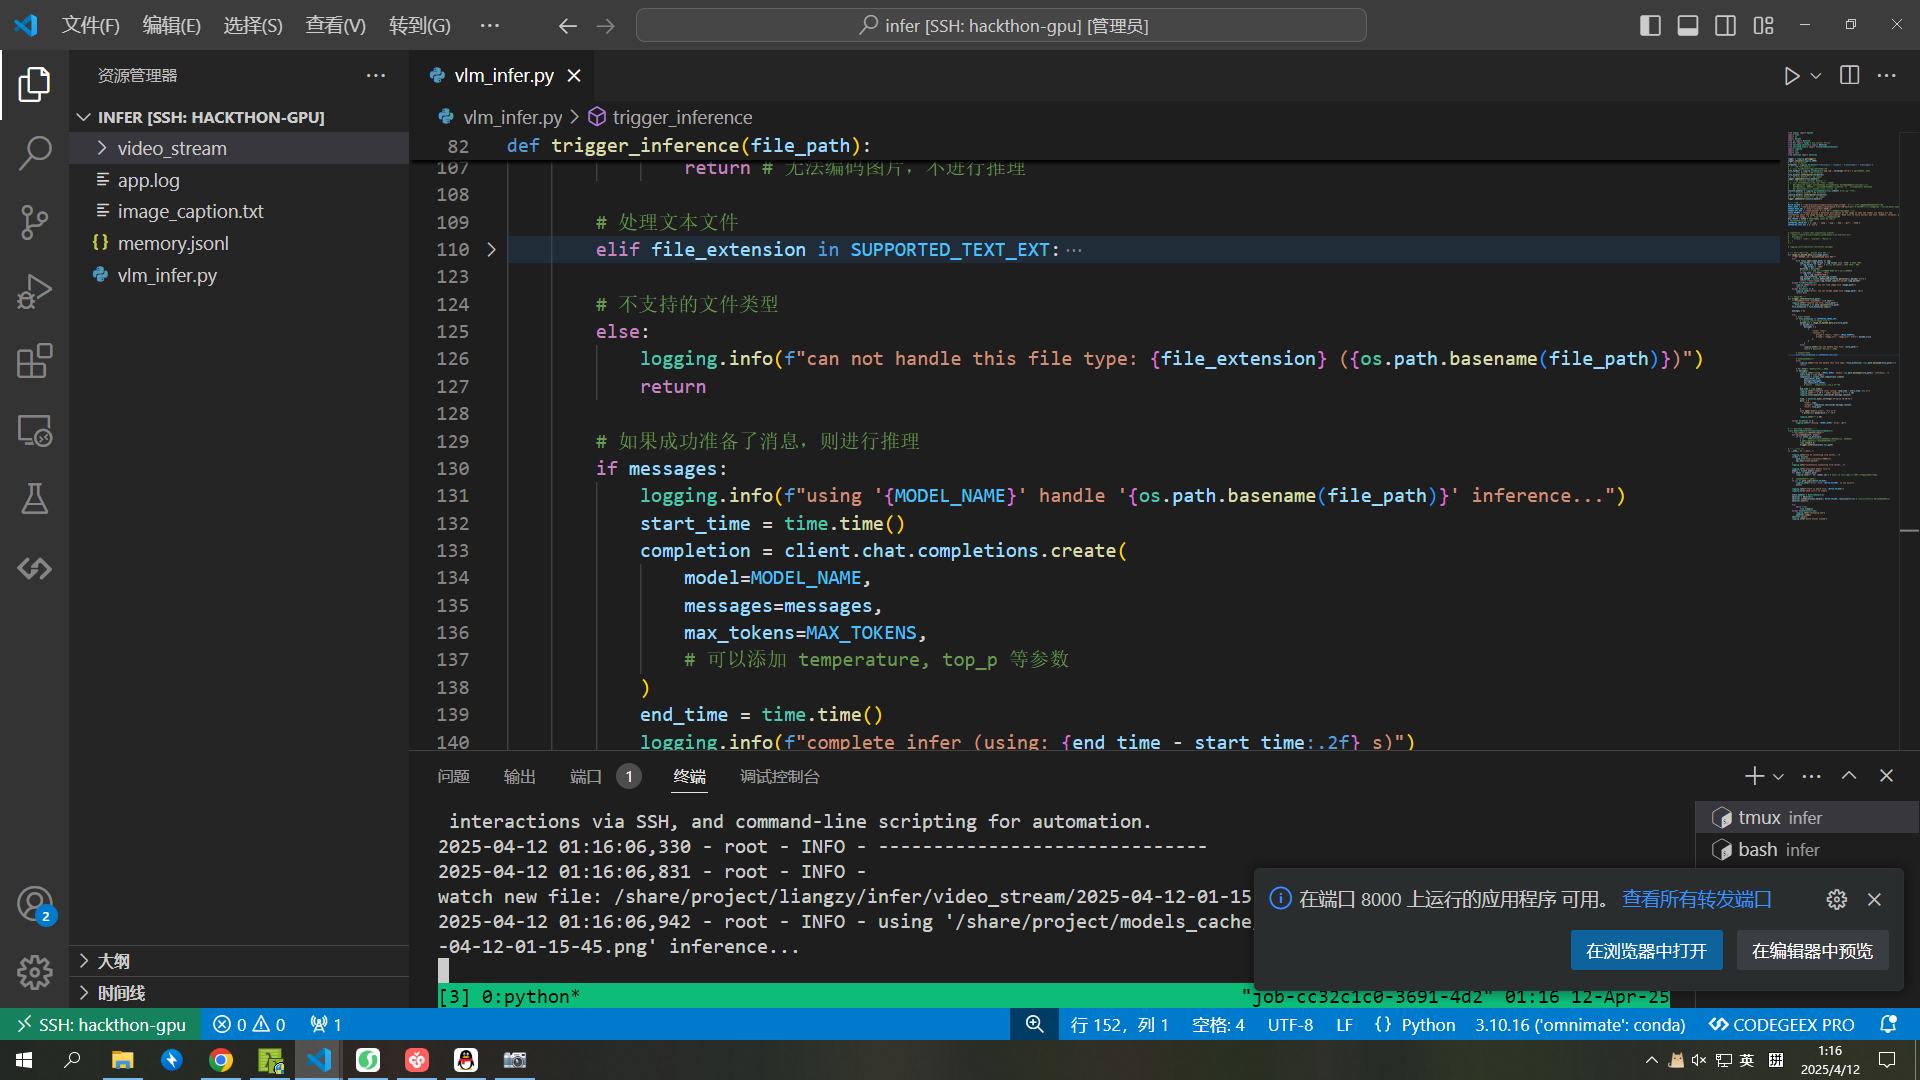 文件(F) 编辑(E) 选择(S) 查看(V) 转到(G) ··· infer [SSH: hackthon-gpu] [管理员]
资源管理器
INFER [SSH: HACKTHON-GPU]
video_stream
app.log
image_caption.txt
memory.jsonl
vlm_infer.py
大纲
时间线
vlm_infer.py
vlm_infer.py > trigger_inference
82 def trigger_inference(file_path):
107 return # 无法编码图片，不进行推理
108
109 # 处理文本文件
110 elif file_extension in SUPPORTED_TEXT_EXT:···
123
124 # 不支持的文件类型
125 else:
126 logging.info(f"can not handle this file type: {file_extension} ({os.path.basename(file_path)})")
127 return
128
129 # 如果成功准备了消息，则进行推理
130 if messages:
131 logging.info(f"using '{MODEL_NAME}' handle '{os.path.basename(file_path)}' inference...")
132 start_time = time.time()
133 completion = client.chat.completions.create(
134 model=MODEL_NAME,
135 messages=messages,
136 max_tokens=MAX_TOKENS,
137 # 可以添加 temperature, top_p 等参数
138 )
139 end_time = time.time()
140 logging.info(f"complete infer (using: {end_time - start_time:.2f} s)")
问题 输出 端口 1 终端 调试控制台
interactions via SSH, and command-line scripting for automation.
2025-04-12 01:16:06,330 - root - INFO - ------------------------------
2025-04-12 01:16:06,831 - root - INFO -
watch new file: /share/project/liangzy/infer/video_stream/2025-04-12-01-15
2025-04-12 01:16:06,942 - root - INFO - using '/share/project/models_cache
-04-12-01-15-45.png' inference...
[3] 0:python* "job-cc32c1c0-3691-4d2" 01:16 12-Apr-25
tmux infer
bash infer
在端口 8000 上运行的应用程序 可用。 查看所有转发端口
在浏览器中打开 在编辑器中预览
2
SSH: hackthon-gpu 0 0 1 行 152，列 1 空格: 4 UTF-8 LF {} Python 3.10.16 ('omnimate': conda) CODEGEEX PRO
英 拼 1:16
2025/4/12